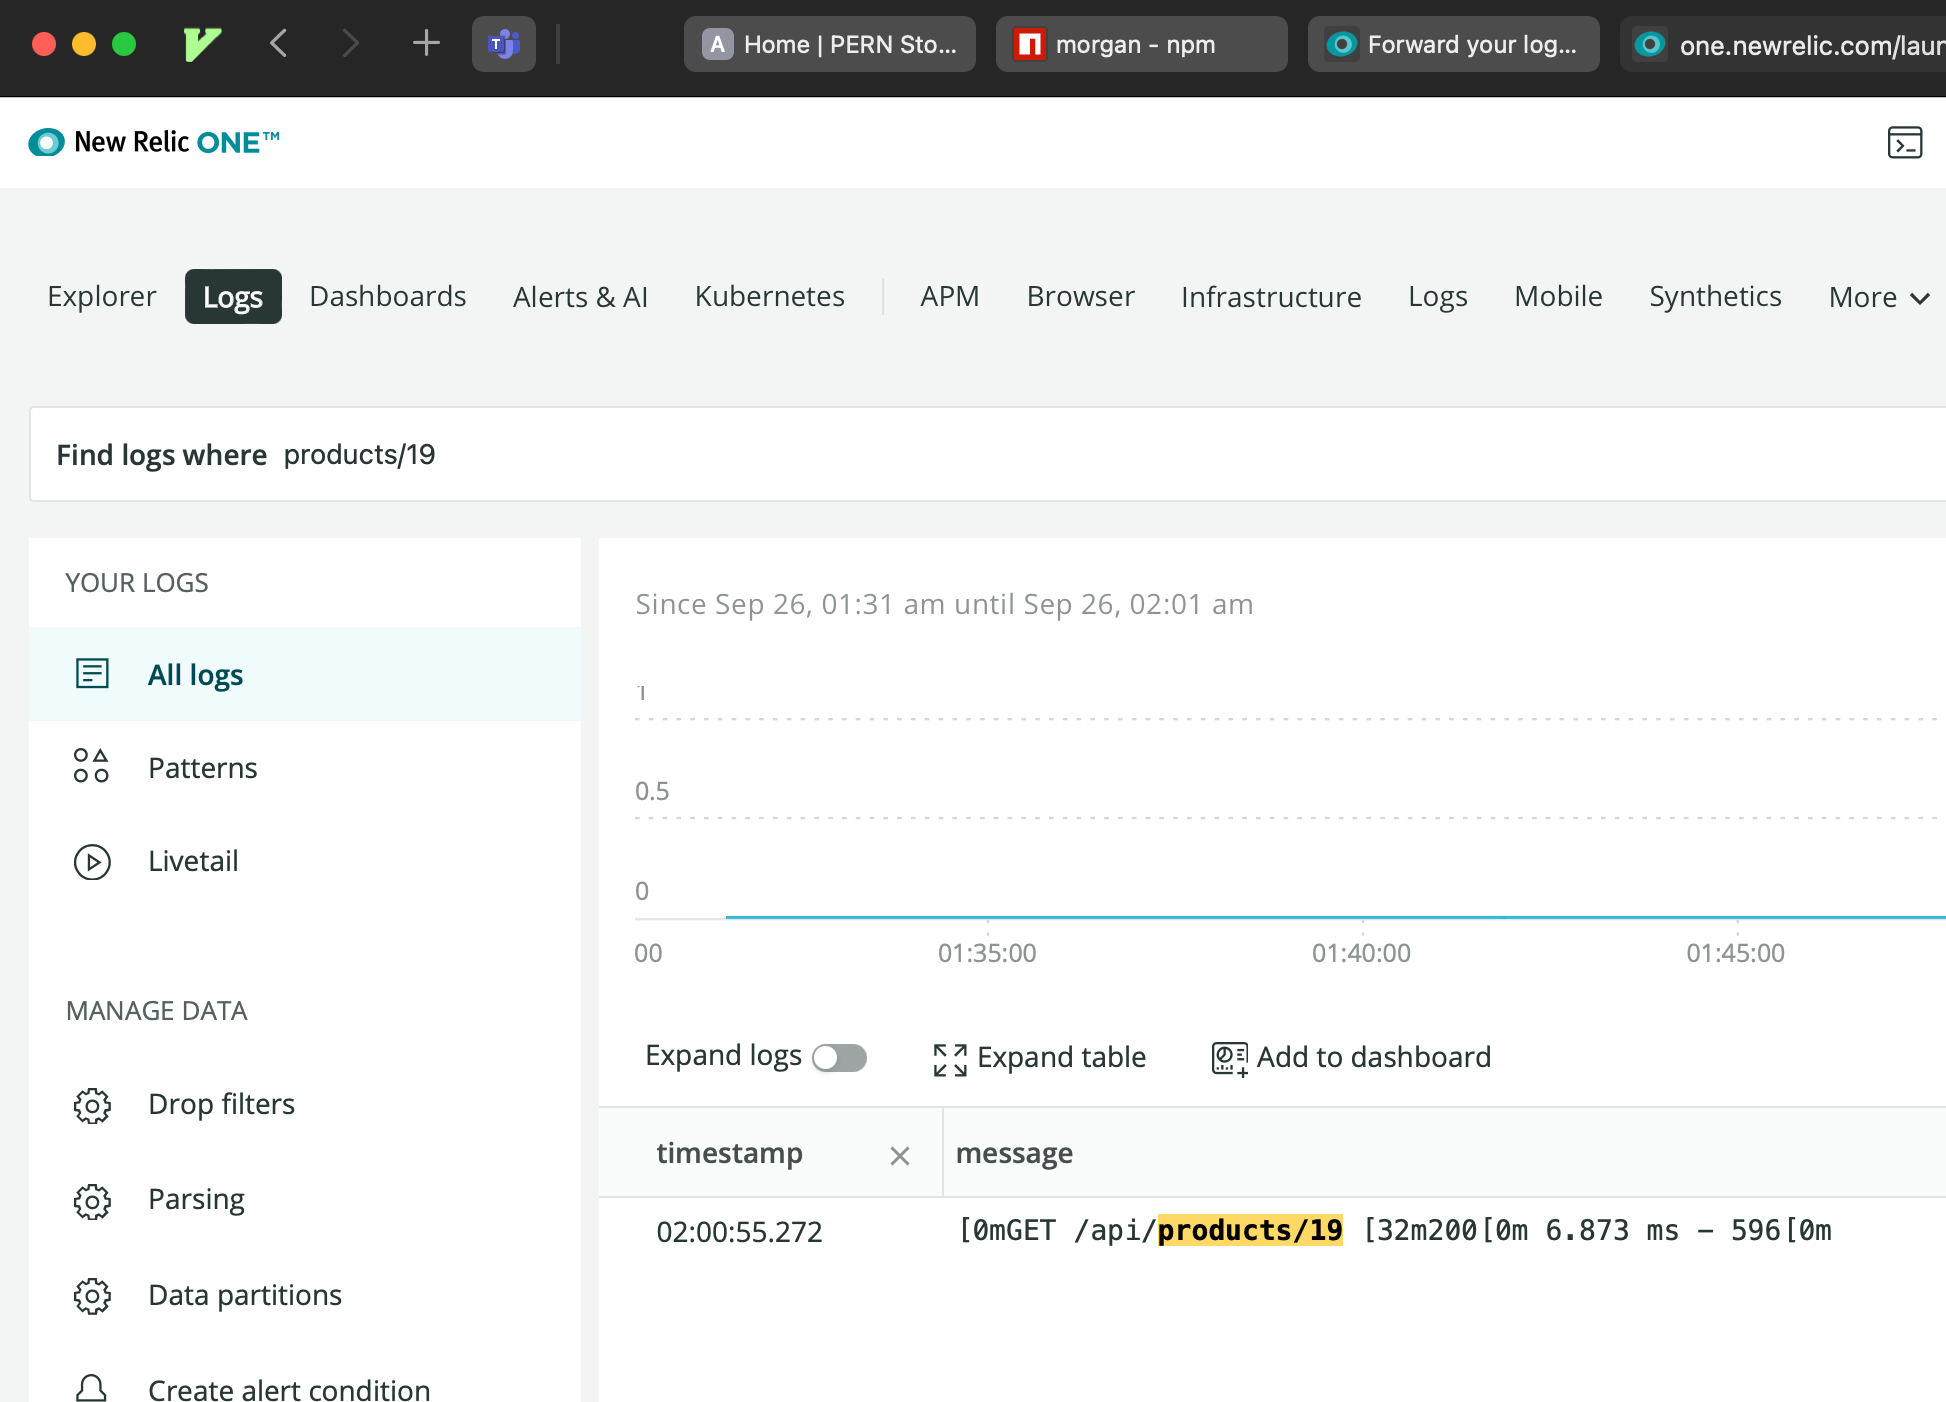 A Home | PERN Sto...
morgan - npm
Forward your log...
one.newrelic.com/laun
New Relic ONE™
Explorer Logs Dashboards Alerts & AI Kubernetes APM Browser Infrastructure Logs Mobile Synthetics More
Find logs where products/19
YOUR LOGS
All logs
Patterns
Livetail
MANAGE DATA
Drop filters
Parsing
Data partitions
Create alert condition
Since Sep 26, 01:31 am until Sep 26, 02:01 am
1
0.5
0
00 01:35:00 01:40:00 01:45:00
Expand logs Expand table Add to dashboard
timestamp message
02:00:55.272 [0mGET /api/products/19 [32m200[0m 6.873 ms - 596[0m